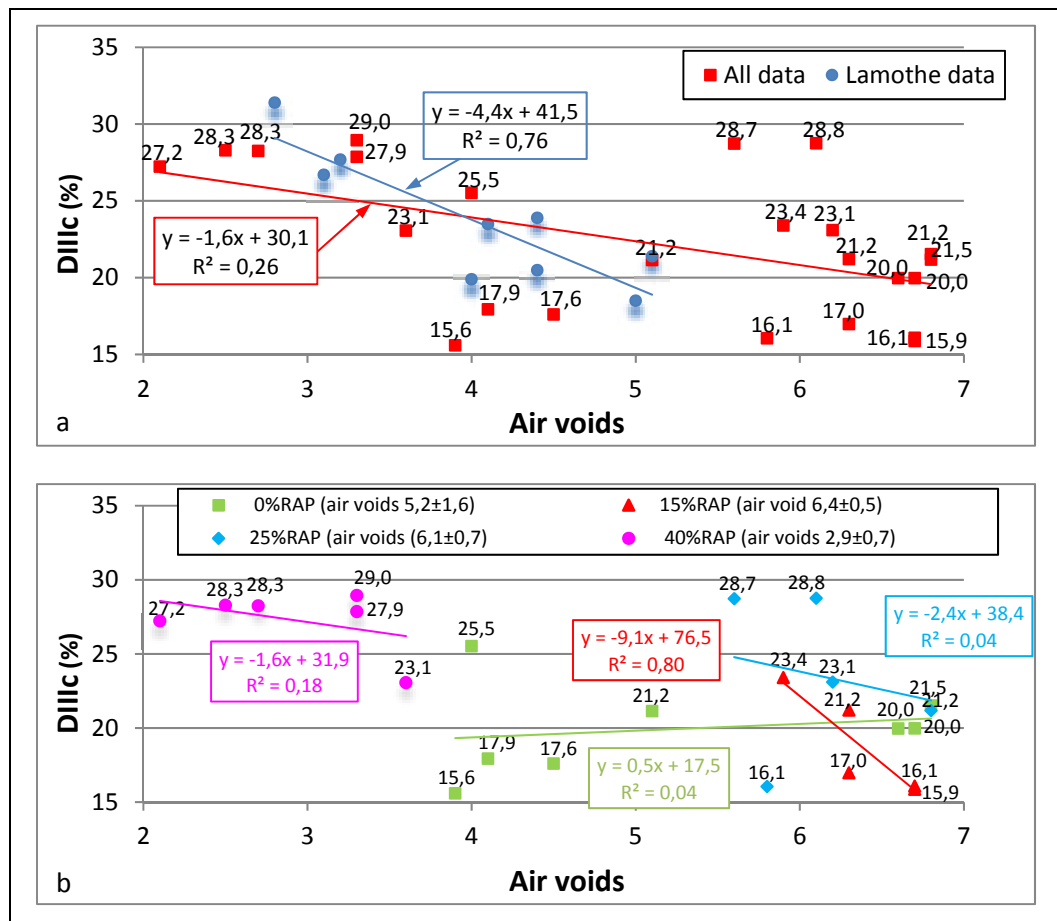 35
All data
Lamothe data
30
25
20
15
DIIIc (%)
y = -4,4x + 41,5
R² = 0,76
y = -1,6x + 30,1
R² = 0,26
27,2
28,3
28,3
29,0
27,9
23,1
25,5
15,6
17,9
17,6
21,2
28,7
28,8
23,4
23,1
21,2
21,2
21,5
20,0
20,0
16,1
17,0
16,1
15,9
2
3
4
5
6
7
Air voids
a
35
0%RAP (air voids 5,2±1,6)
15%RAP (air void 6,4±0,5)
25%RAP (air voids (6,1±0,7)
40%RAP (air voids 2,9±0,7)
30
25
20
15
DIIIc (%)
27,2
28,3
28,3
29,0
27,9
23,1
y = -1,6x + 31,9
R² = 0,18
25,5
21,2
15,6
17,9
17,6
y = -9,1x + 76,5
R² = 0,80
28,7
28,8
y = -2,4x + 38,4
R² = 0,04
23,4
23,1
21,2
21,5
21,2
20,0
20,0
y = 0,5x + 17,5
R² = 0,04
16,1
17,0
16,1
15,9
2
3
4
5
6
7
Air voids
b